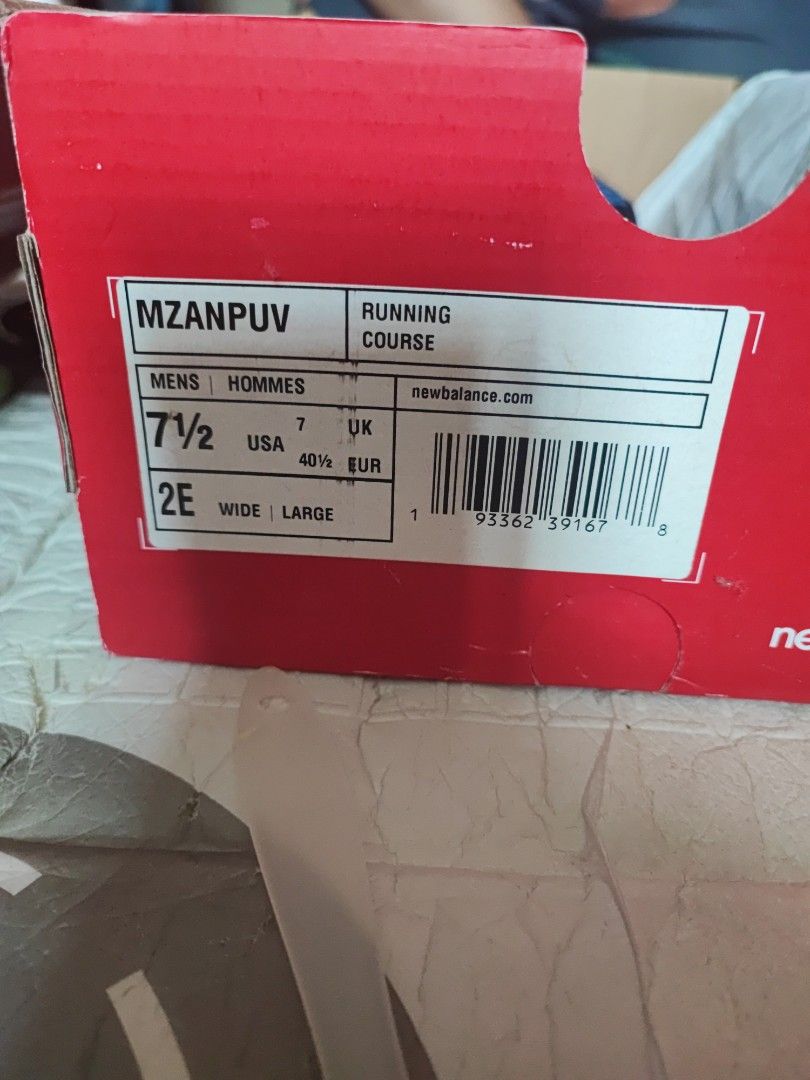 MZANPUV
RUNNING
COURSE
MENS | HOMMES
newbalance.com
7½ USA 7 UK
40½ EUR
2E WIDE | LARGE
1 93362 39167 8
ne